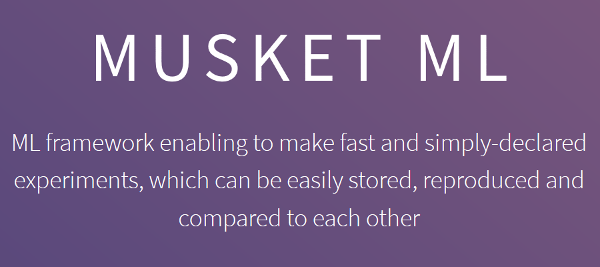 MUSKET ML
ML framework enabling to make fast and simply-declared
experiments, which can be easily stored, reproduced and
compared to each other